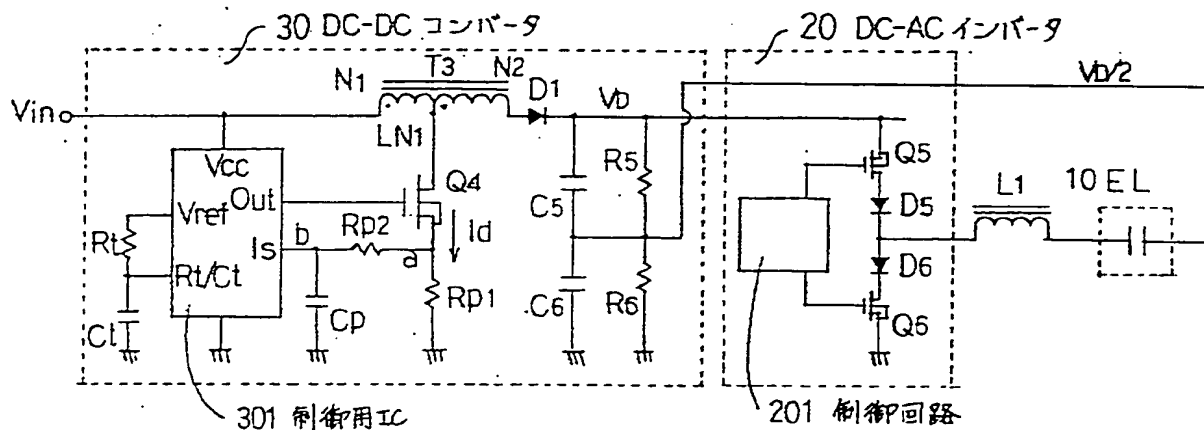 30 DC-DC コンバータ
20 DC-AC インバータ
N1 T3 N2
D1
VD
VD/2
Vin
LN1
Vcc
Q4
R5
Q5
Out
Vref
C5
L1
10 EL
Rp2
Id
D5
Rt
b
Is
a
Rt/Ct
Rp1
D6
C6
R6
Ct
Cp
Q6
301 制御用IC
201 制御回路